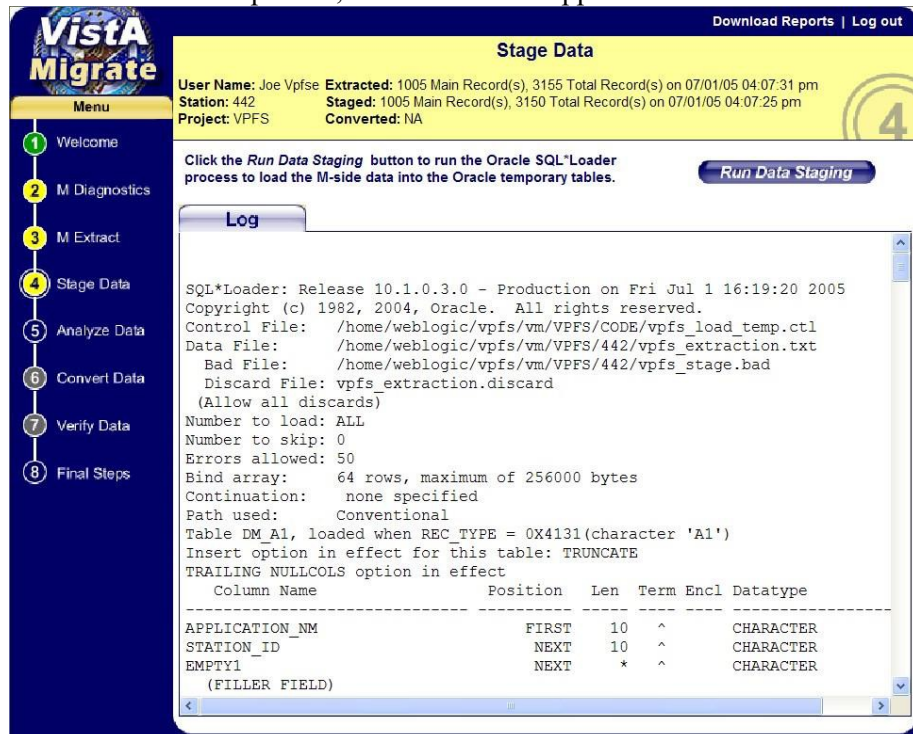 VistA
Migrate
Download Reports | Log out
Stage Data
User Name: Joe Vpfse Extracted: 1005 Main Record(s), 3155 Total Record(s) on 07/01/05 04:07:31 pm
Station: 442 Staged: 1005 Main Record(s), 3150 Total Record(s) on 07/01/05 04:07:25 pm
Project: VPFS Converted: NA
4
Menu
1 Welcome
2 M Diagnostics
3 M Extract
4 Stage Data
5 Analyze Data
6 Convert Data
7 Verify Data
8 Final Steps
Click the Run Data Staging button to run the Oracle SQL*Loader
process to load the M-side data into the Oracle temporary tables.
Run Data Staging
Log
SQL*Loader: Release 10.1.0.3.0 - Production on Fri Jul 1 16:19:20 2005
Copyright (c) 1982, 2004, Oracle. All rights reserved.
Control File: /home/weblogic/vpfs/vm/VPFS/CODE/vpfs_load_temp.ctl
Data File: /home/weblogic/vpfs/vm/VPFS/442/vpfs_extraction.txt
Bad File: /home/weblogic/vpfs/vm/VPFS/442/vpfs_stage.bad
Discard File: vpfs_extraction.discard
(Allow all discards)
Number to load: ALL
Number to skip: 0
Errors allowed: 50
Bind array: 64 rows, maximum of 256000 bytes
Continuation: none specified
Path used: Conventional
Table DM_A1, loaded when REC_TYPE = 0X4131(character 'A1')
Insert option in effect for this table: TRUNCATE
TRAILING NULLCOLS option in effect
Column Name Position Len Term Encl Datatype
------------------------------ ---------- ----- ---- ---- -----------------
APPLICATION_NM FIRST 10 ^ CHARACTER
STATION_ID NEXT 10 ^ CHARACTER
EMPTY1 NEXT * ^ CHARACTER
(FILLER FIELD)